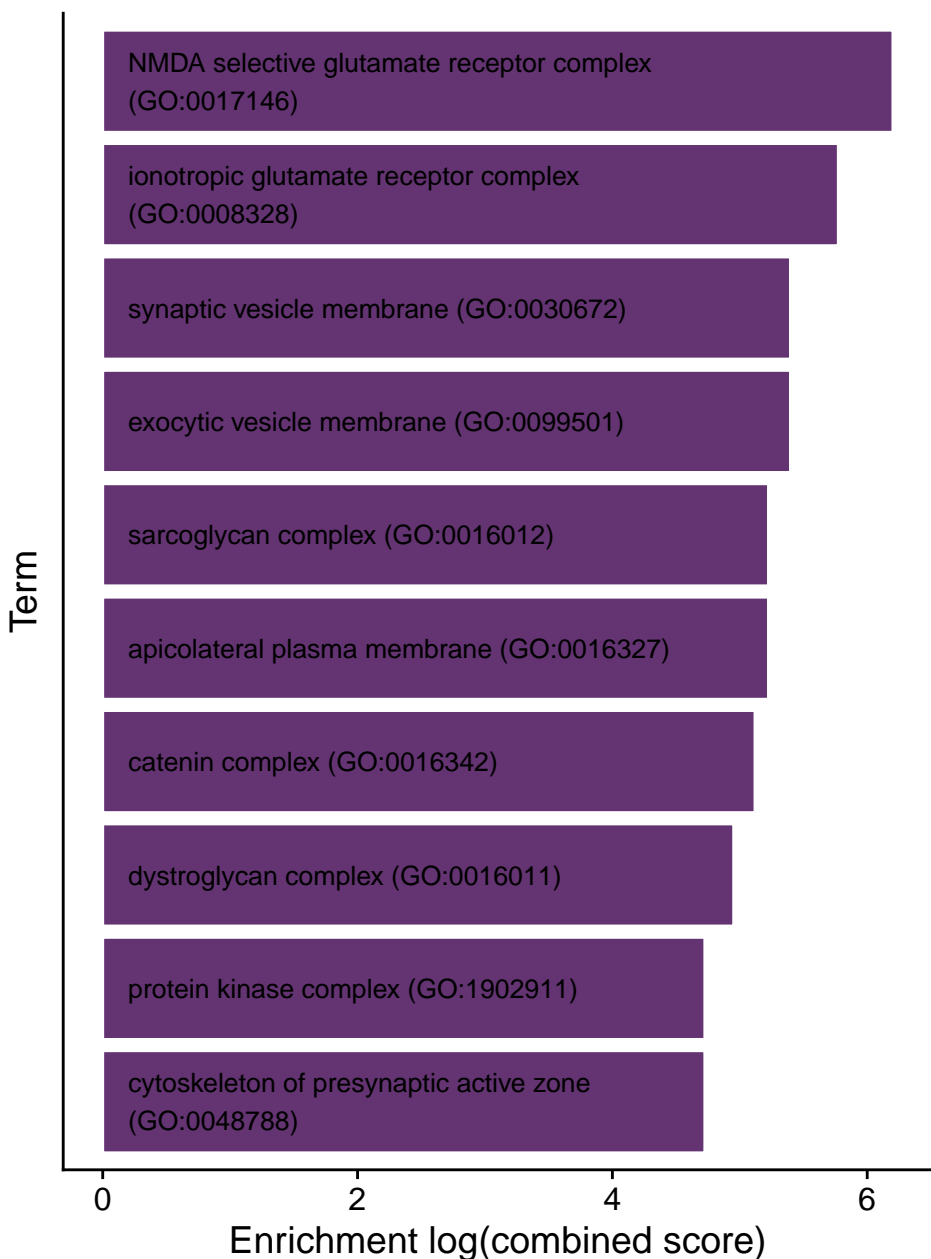 NMDA selective glutamate receptor complex
(GO:0017146)
ionotropic glutamate receptor complex
(GO:0008328)
synaptic vesicle membrane (GO:0030672)
exocytic vesicle membrane (GO:0099501)
sarcoglycan complex (GO:0016012)
apicolateral plasma membrane (GO:0016327)
catenin complex (GO:0016342)
dystroglycan complex (GO:0016011)
protein kinase complex (GO:1902911)
cytoskeleton of presynaptic active zone
(GO:0048788)
Term
0 2 4 6
Enrichment log(combined score)